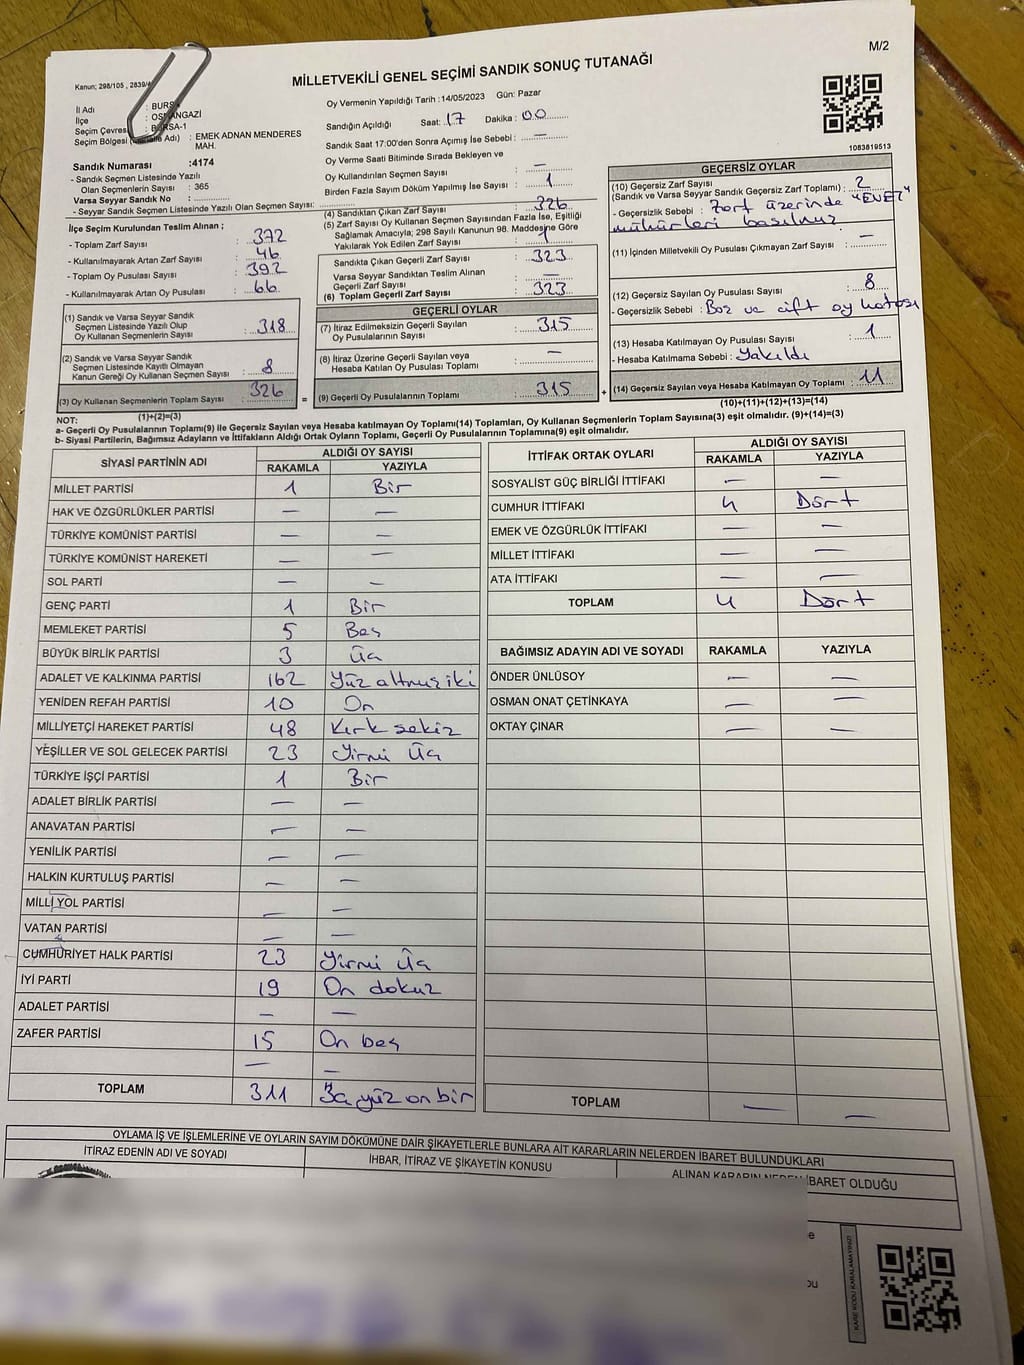 M/2
MİLLETVEKİLİ GENEL SEÇİMİ SANDIK SONUÇ TUTANAĞI
Kanun; 298/105 , 2839/
İl Adı : BURS
İlçe : OS ANGAZİ
Seçim Çevres : BURSA-1
Seçim Bölgesi ( Adı) : EMEK ADNAN MENDERES MAH.
Sandık Numarası :4174
- Sandık Seçmen Listesinde Yazılı
Olan Seçmenlerin Sayısı : 365
Varsa Seyyar Sandık No :
- Seyyar Sandık Seçmen Listesinde Yazılı Olan Seçmen Sayısı:
Oy Vermenin Yapıldığı Tarih :14/05/2023 Gün: Pazar
Sandığın Açıldığı Saat: 17 Dakika : 00
Sandık Saat 17:00'den Sonra Açımış İse Sebebi : —
Oy Verme Saati Bitiminde Sırada Bekleyen ve
Oy Kullandırılan Seçmen Sayısı : —
Birden Fazla Sayım Döküm Yapılmış İse Sayısı : 1
1083819513
İlçe Seçim Kurulundan Teslim Alınan ;
- Toplam Zarf Sayısı : 372
- Kullanılmayarak Artan Zarf Sayısı : 46
- Toplam Oy Pusulası Sayısı : 392
- Kullanılmayarak Artan Oy Pusulası : 66
(1) Sandık ve Varsa Seyyar Sandık
Seçmen Listesinde Yazılı Olup
Oy Kullanan Seçmenlerin Sayısı : 318
(2) Sandık ve Varsa Seyyar Sandık
Seçmen Listesinde Kayıtlı Olmayan
Kanun Gereği Oy Kullanan Seçmen Sayısı : 8
(3) Oy Kullanan Seçmenlerin Toplam Sayısı : 326
(1)+(2)=(3)
(4) Sandıktan Çıkan Zarf Sayısı : 326
(5) Zarf Sayısı Oy Kullanan Seçmen Sayısından Fazla İse, Eşitliği
Sağlamak Amacıyla; 298 Sayılı Kanunun 98. Maddesine Göre
Yakılarak Yok Edilen Zarf Sayısı : 1
Sandıkta Çıkan Geçerli Zarf Sayısı : 323
Varsa Seyyar Sandıktan Teslim Alınan
Geçerli Zarf Sayısı : —
(6) Toplam Geçerli Zarf Sayısı : 323
GEÇERLİ OYLAR
(7) İtiraz Edilmeksizin Geçerli Sayılan
Oy Pusulalarının Sayısı : 315
(8) İtiraz Üzerine Geçerli Sayılan veya
Hesaba Katılan Oy Pusulası Toplamı : —
= (9) Geçerli Oy Pusulalarının Toplamı : 315 +
GEÇERSİZ OYLAR
(10) Geçersiz Zarf Sayısı
(Sandık ve Varsa Seyyar Sandık Geçersiz Zarf Toplamı) : 2
- Geçersizlik Sebebi : Zarf üzerinde "EVET"
mühürleri basılmız
(11) İçinden Milletvekili Oy Pusulası Çıkmayan Zarf Sayısı : —
(12) Geçersiz Sayılan Oy Pusulası Sayısı : 8
- Geçersizlik Sebebi : Boş ve çift oy hatası
(13) Hesaba Katılmayan Oy Pusulası Sayısı : 1
- Hesaba Katılmama Sebebi : Yakıldı
(14) Geçersiz Sayılan veya Hesaba Katılmayan Oy Toplamı : 11
(10)+(11)+(12)+(13)=(14)
NOT:
a- Geçerli Oy Pusulalarının Toplamı(9) ile Geçersiz Sayılan veya Hesaba Katılmayan Oy Toplamı(14) Toplamları, Oy Kullanan Seçmenlerin Toplam Sayısına(3) eşit olmalıdır. (9)+(14)=(3)
b- Siyasi Partilerin, Bağımsız Adayların ve İttifakların Aldığı Ortak Oyların Toplamı, Geçerli Oy Pusulalarının Toplamına(9) eşit olmalıdır.
SİYASİ PARTİNİN ADI ALDIĞI OY SAYISI
RAKAMLA YAZIYLA
MİLLET PARTİSİ 1 Bir
HAK VE ÖZGÜRLÜKLER PARTİSİ — —
TÜRKİYE KOMÜNİST PARTİSİ — —
TÜRKİYE KOMÜNİST HAREKETİ — —
SOL PARTİ — —
GENÇ PARTİ 1 Bir
MEMLEKET PARTİSİ 5 Beş
BÜYÜK BİRLİK PARTİSİ 3 Üç
ADALET VE KALKINMA PARTİSİ 162 Yüz altmış iki
YENİDEN REFAH PARTİSİ 10 On
MİLLİYETÇİ HAREKET PARTİSİ 48 Kırk sekiz
YEŞİLLER VE SOL GELECEK PARTİSİ 23 Yirmi Üç
TÜRKİYE İŞÇİ PARTİSİ 1 Bir
ADALET BİRLİK PARTİSİ — —
ANAVATAN PARTİSİ — —
YENİLİK PARTİSİ — —
HALKIN KURTULUŞ PARTİSİ — —
MİLLİ YOL PARTİSİ — —
VATAN PARTİSİ — —
CUMHURİYET HALK PARTİSİ 23 Yirmi Üç
İYİ PARTİ 19 On dokuz
ADALET PARTİSİ — —
ZAFER PARTİSİ 15 On beş
— —
TOPLAM 311 Üç yüz on bir
İTTİFAK ORTAK OYLARI ALDIĞI OY SAYISI
RAKAMLA YAZIYLA
SOSYALİST GÜÇ BİRLİĞİ İTTİFAKI — —
CUMHUR İTTİFAKI 4 Dört
EMEK VE ÖZGÜRLÜK İTTİFAKI — —
MİLLET İTTİFAKI — —
ATA İTTİFAKI — —
TOPLAM 4 Dört
BAĞIMSIZ ADAYIN ADI VE SOYADI RAKAMLA YAZIYLA
ÖNDER ÜNLÜSOY — —
OSMAN ONAT ÇETİNKAYA — —
OKTAY ÇINAR — —
TOPLAM — —
OYLAMA İŞ VE İŞLEMLERİNE VE OYLARIN SAYIM DÖKÜMÜNE DAİR ŞİKAYETLERLE BUNLARA AİT KARARLARIN NELERDEN İBARET BULUNDUKLARI
İTİRAZ EDENİN ADI VE SOYADI İHBAR, İTİRAZ VE ŞİKAYETİN KONUSU ALINAN KARARIN NEDEN İBARET OLDUĞU
KARE KODU KARALAMAYINIZ!